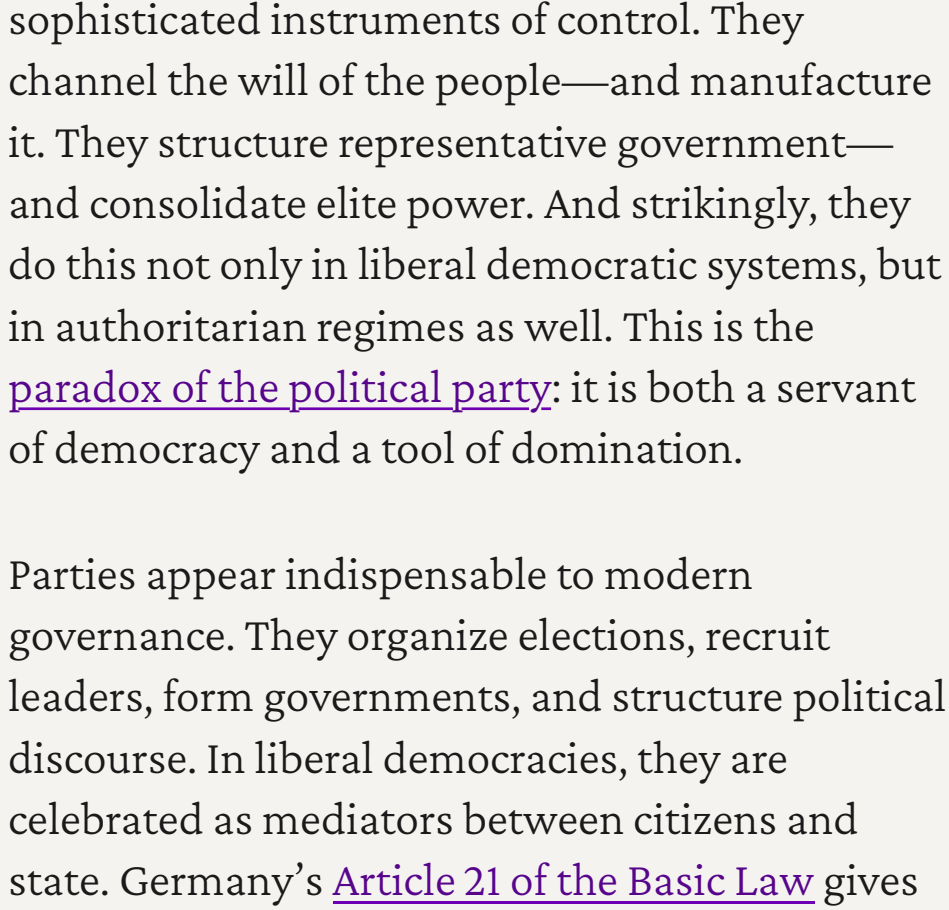 sophisticated instruments of control. They
channel the will of the people—and manufacture
it. They structure representative government—
and consolidate elite power. And strikingly, they
do this not only in liberal democratic systems, but
in authoritarian regimes as well. This is the
paradox of the political party: it is both a servant
of democracy and a tool of domination.
Parties appear indispensable to modern
governance. They organize elections, recruit
leaders, form governments, and structure political
discourse. In liberal democracies, they are
celebrated as mediators between citizens and
state. Germany’s Article 21 of the Basic Law gives